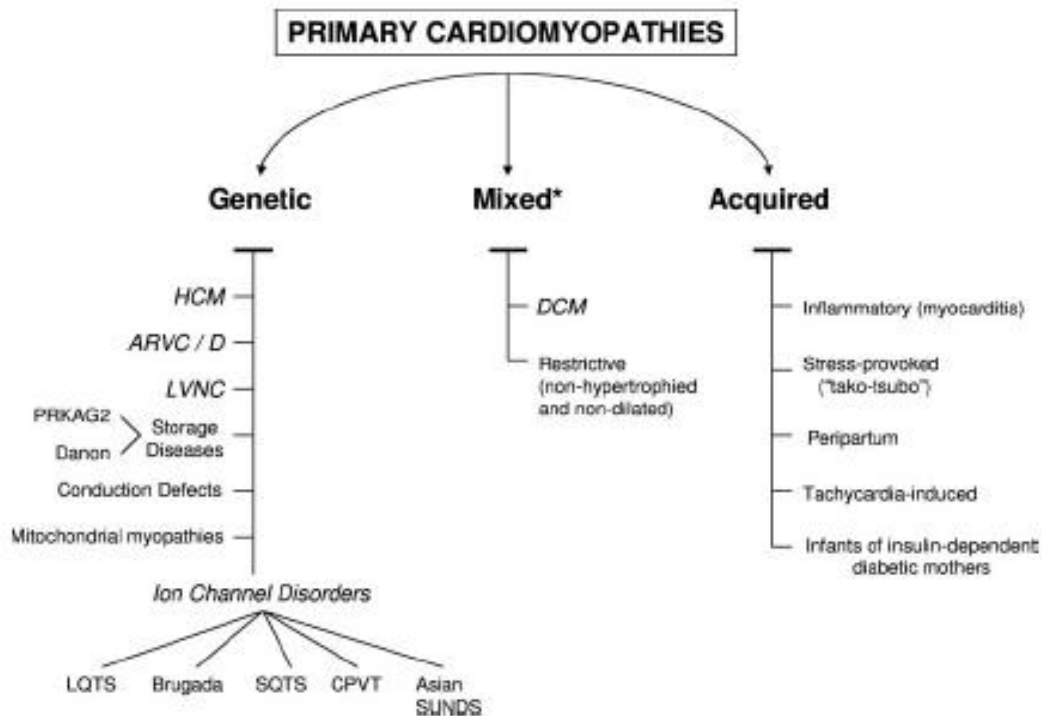 PRIMARY CARDIOMYOPATHIES
Genetic
HCM
ARVC / D
LVNC
PRKAG2
Danon
Storage
Diseases
Conduction Defects
Mitochondrial myopathies
Ion Channel Disorders
LQTS
Brugada
SQTS
CPVT
Asian
SUNDS
Mixed*
DCM
Restrictive
(non-hypertrophied
and non-dilated)
Acquired
Inflammatory (myocarditis)
Stress-provoked
("tako-tsubo")
Peripartum
Tachycardia-induced
Infants of insulin-dependent
diabetic mothers